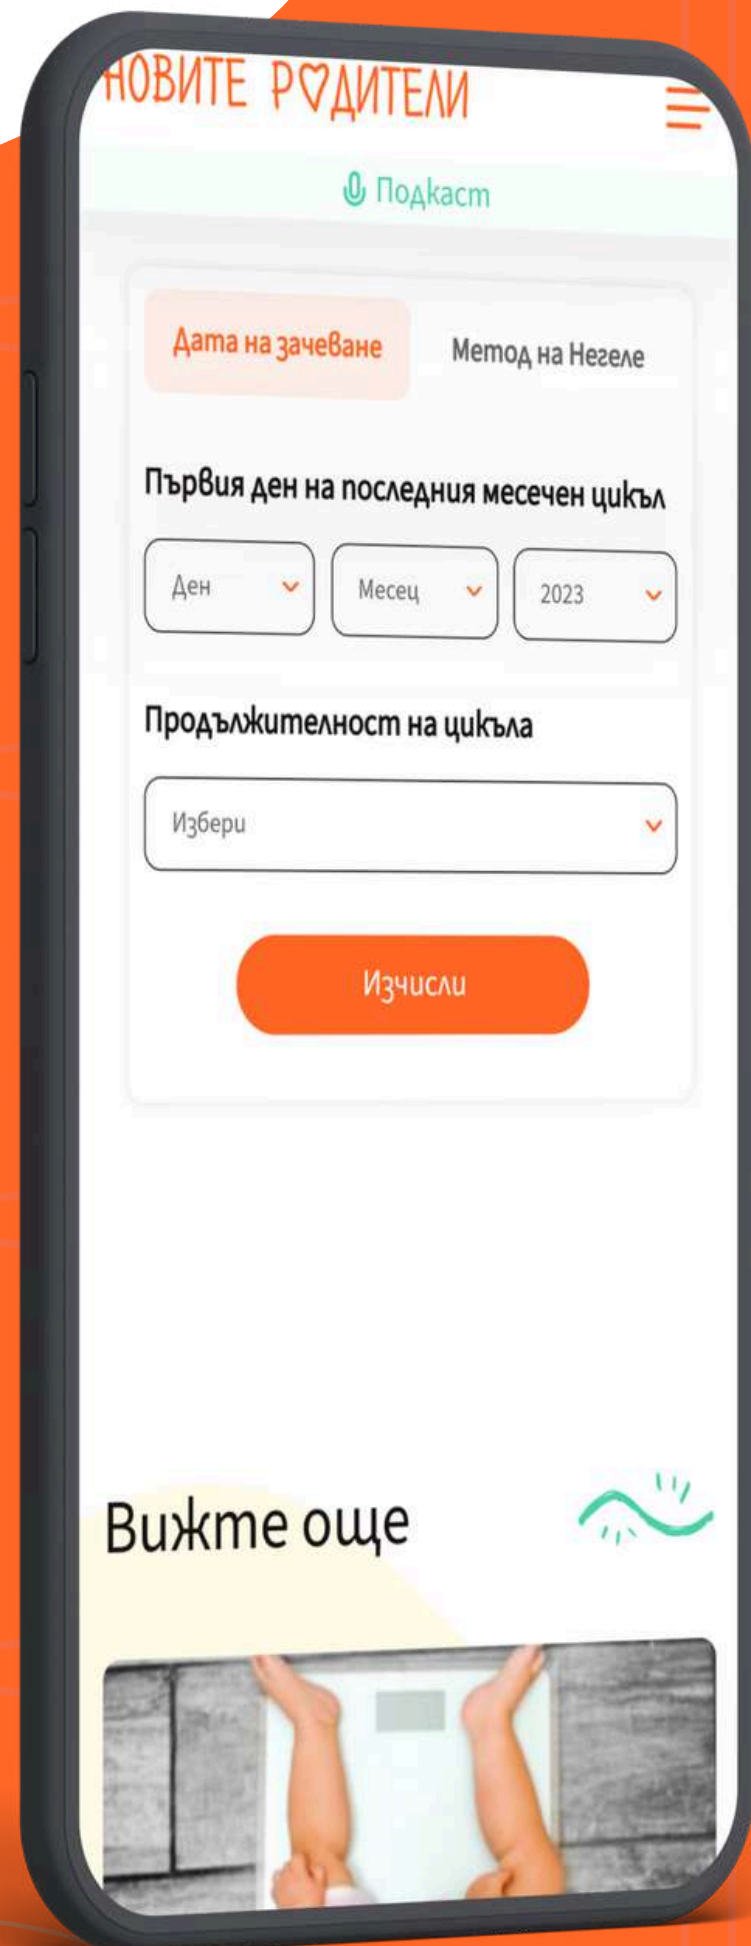 НОВИТЕ РОДИТЕЛИ
Подкаст
Дата на зачеване
Метод на Негеле
Първия ден на последния месечен цикъл
Ден
Месец
2023
Продължителност на цикъла
Избери
Изчисли
Вижте още